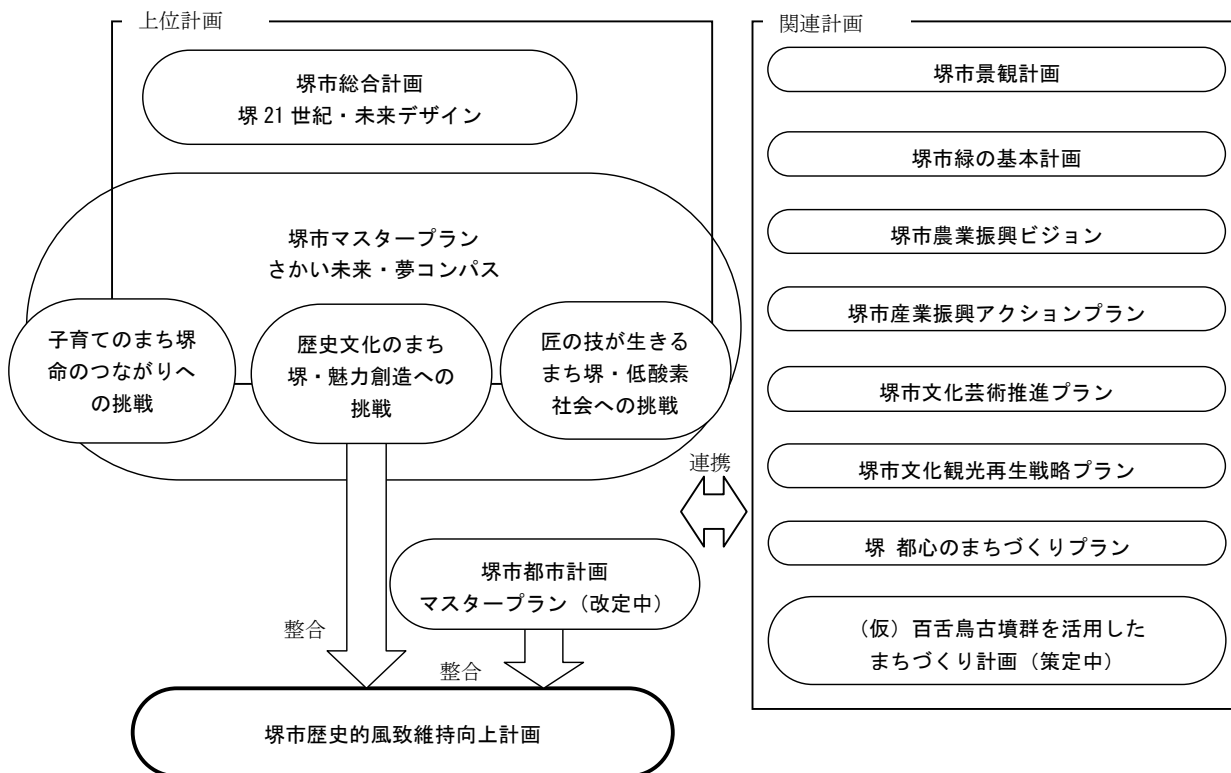 上位計画
堺市総合計画
堺 21 世紀・未来デザイン
堺市マスタープラン
さかい未来・夢コンパス
子育てのまち堺
命のつながりへ
の挑戦
歴史文化のまち
堺・魅力創造への
挑戦
匠の技が生きる
まち堺・低酸素
社会への挑戦
堺市都市計画
マスタープラン（改定中）
整合
整合
堺市歴史的風致維持向上計画
連携
関連計画
堺市景観計画
堺市緑の基本計画
堺市農業振興ビジョン
堺市産業振興アクションプラン
堺市文化芸術推進プラン
堺市文化観光再生戦略プラン
堺 都心のまちづくりプラン
（仮）百舌鳥古墳群を活用した
まちづくり計画（策定中）